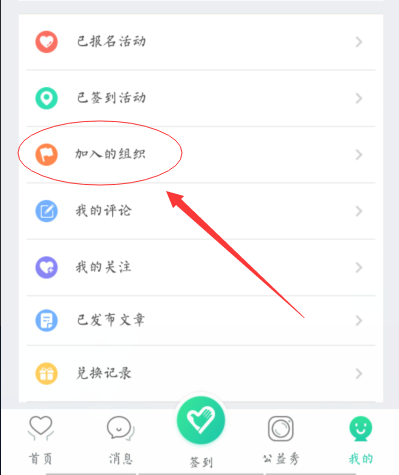 已报名活动
已签到活动
加入的组织
我的评论
我的关注
已发布文章
兑换记录
首页 消息 签到 公益秀 我的